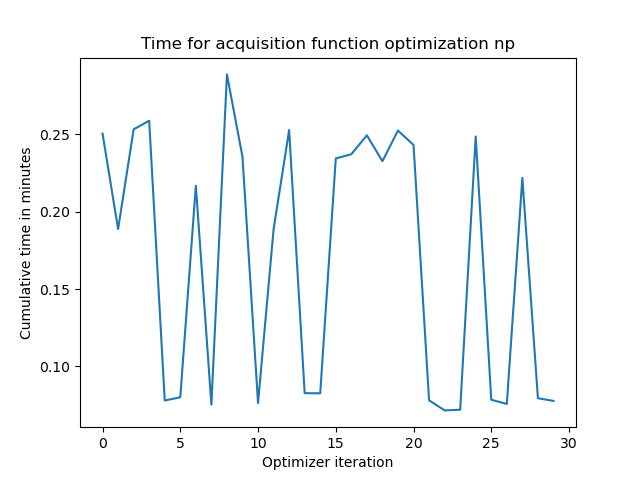 Time for acquisition function optimization np
Cumulative time in minutes
0.25
0.20
0.15
0.10
0 5 10 15 20 25 30
Optimizer iteration